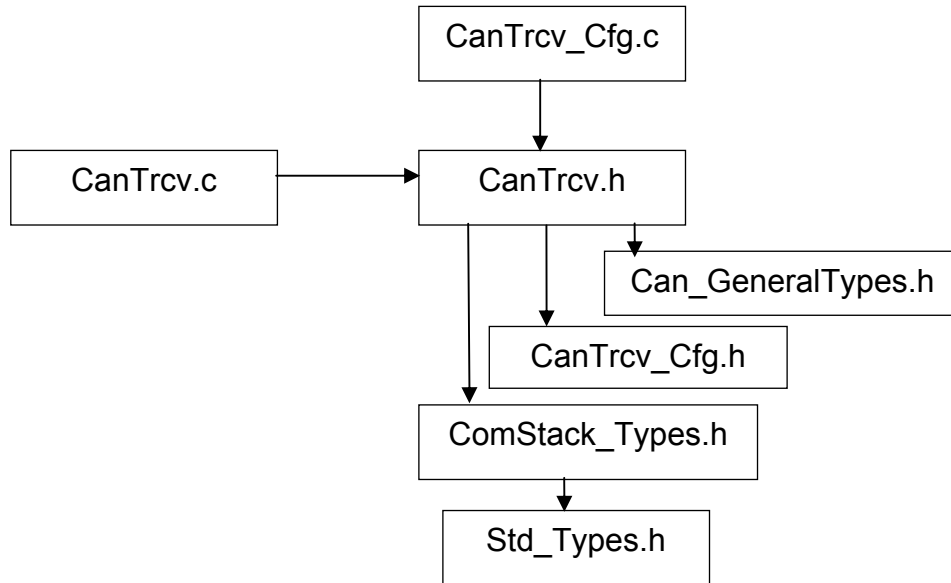 CanTrcv_Cfg.c
CanTrcv.c
CanTrcv.h
Can_GeneralTypes.h
CanTrcv_Cfg.h
ComStack_Types.h
Std_Types.h